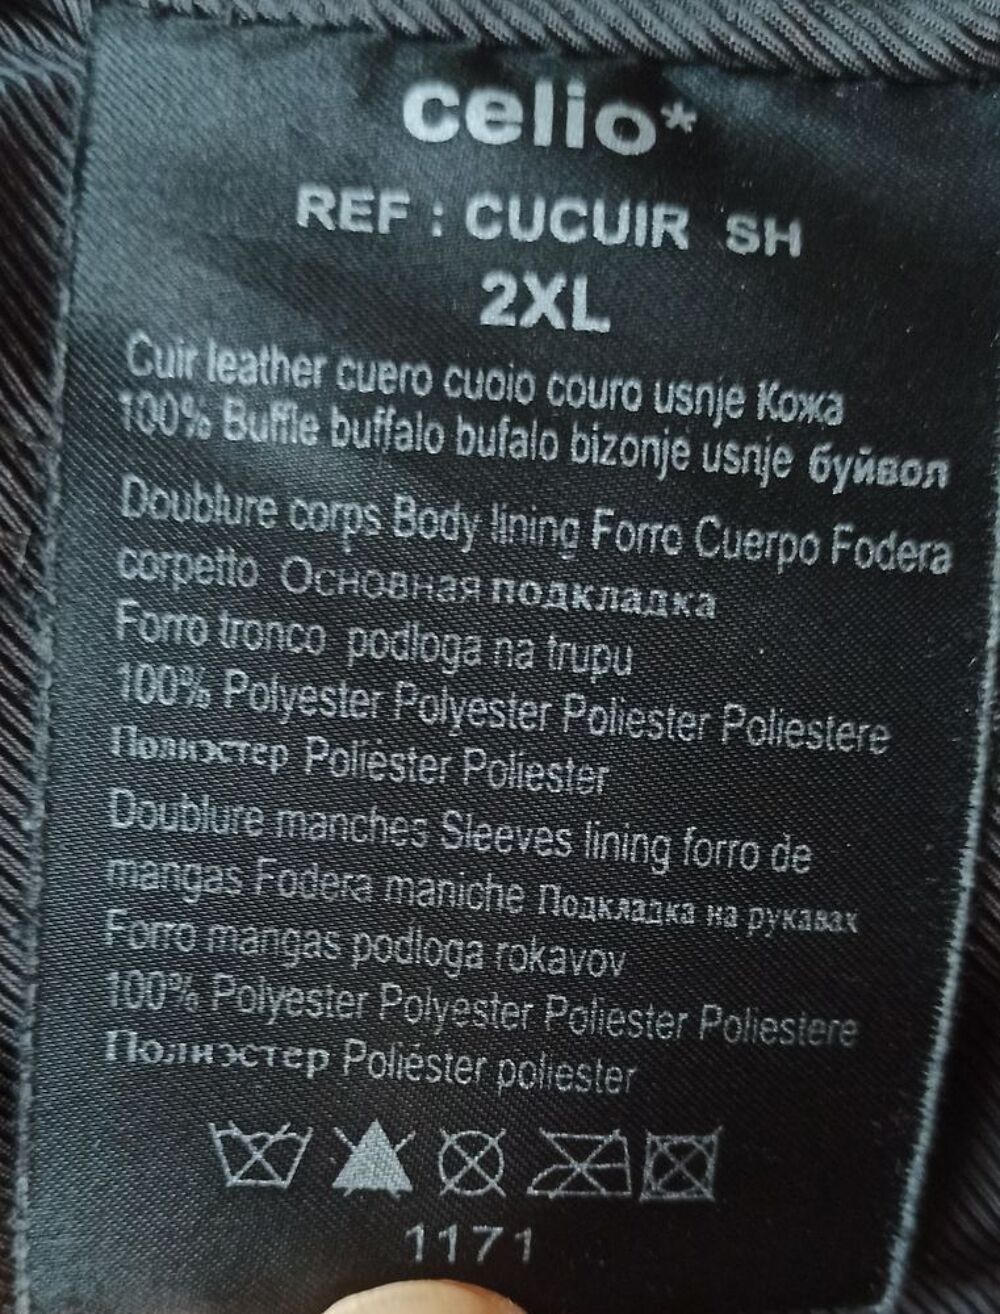 celio*
REF : CUCUIR SH
2XL
Cuir leather cuero cuoio couro usnje Кожа
100% Buffle buffalo bufalo bizonje usnje буйвол
Doublure corps Body lining Forro Cuerpo Fodera
corpetto Основная подкладка
Forro tronco podloga na trupu
100% Polyester Polyester Poliester Poliestere
Полиэстер Poliéster Poliester
Doublure manches Sleeves lining forro de
mangas Fodera maniche Подкладка на рукавах
Forro mangas podloga rokavov
100% Polyester Polyester Poliester Poliestere
Полиэстер Poliéster poliester
1171